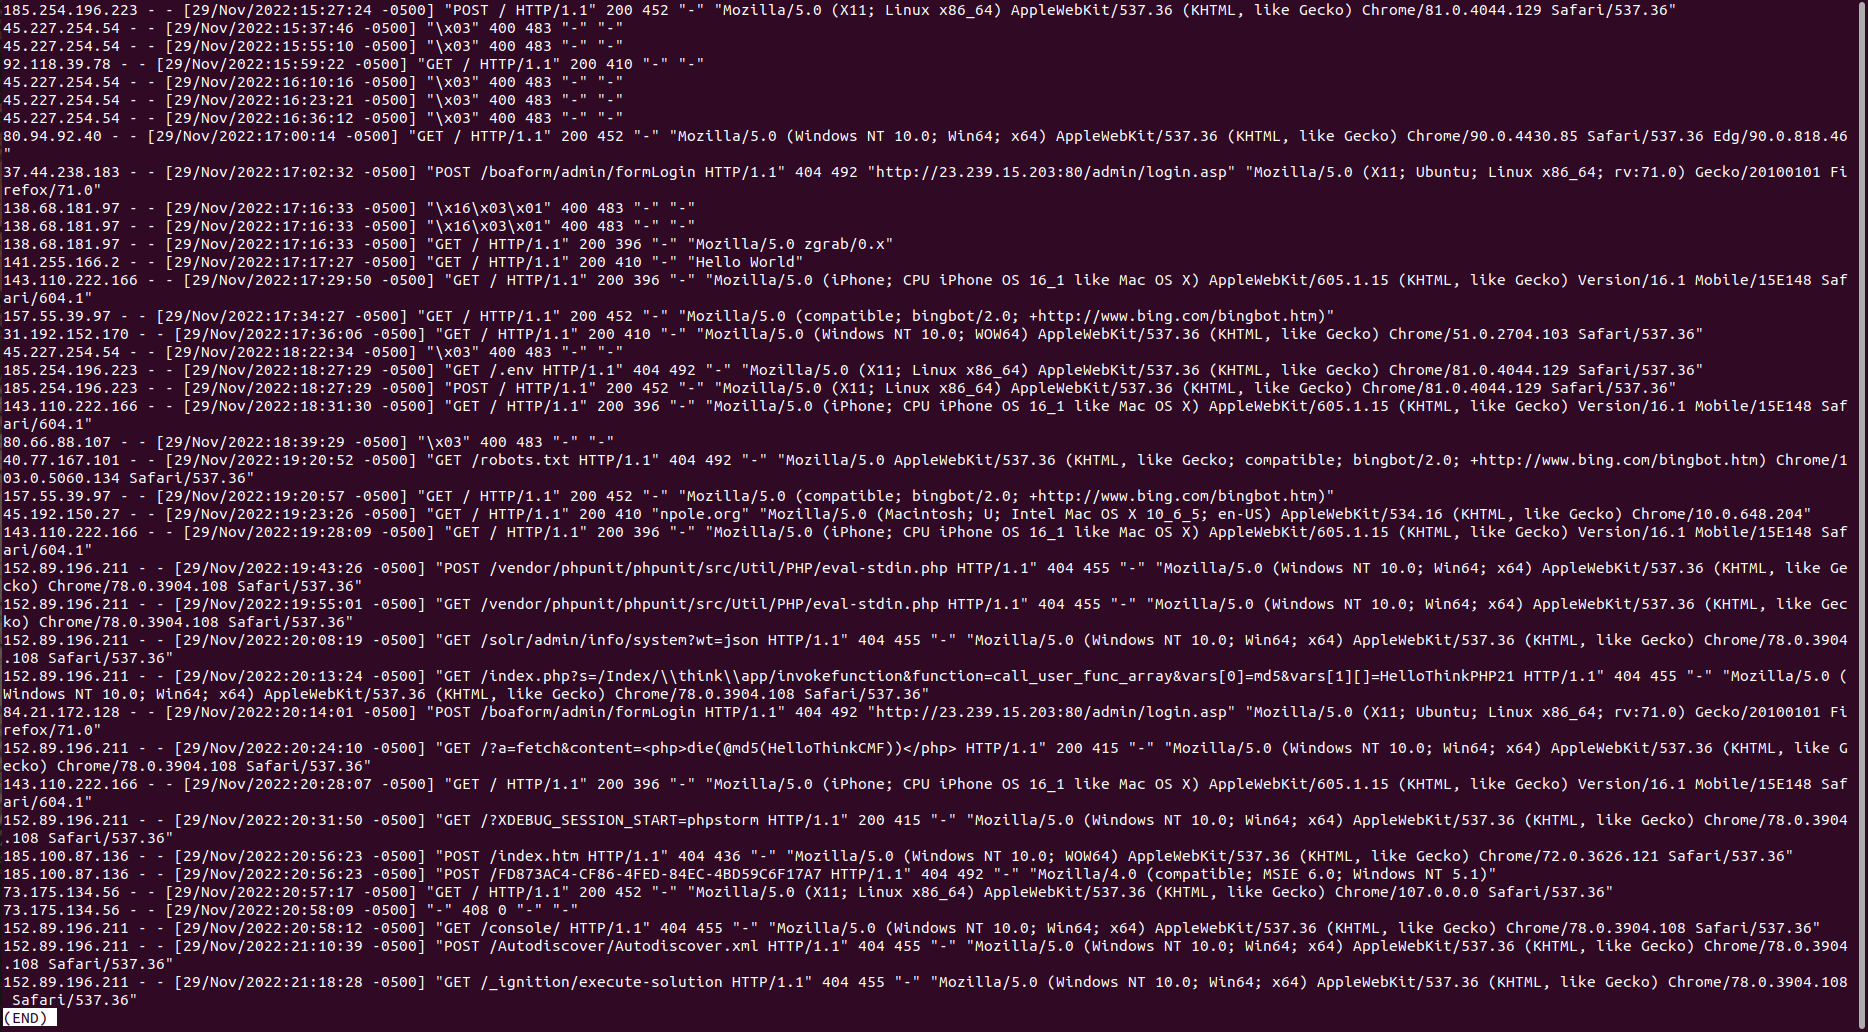 185.254.196.223 - - [29/Nov/2022:15:27:24 -0500] "POST / HTTP/1.1" 200 452 "-" "Mozilla/5.0 (X11; Linux x86_64) AppleWebKit/537.36 (KHTML, like Gecko) Chrome/81.0.4044.129 Safari/537.36"
45.227.254.54 - - [29/Nov/2022:15:37:46 -0500] "\x03" 400 483 "-" "-"
45.227.254.54 - - [29/Nov/2022:15:55:10 -0500] "\x03" 400 483 "-" "-"
92.118.39.78 - - [29/Nov/2022:15:59:22 -0500] "GET / HTTP/1.1" 200 410 "-" "-"
45.227.254.54 - - [29/Nov/2022:16:10:16 -0500] "\x03" 400 483 "-" "-"
45.227.254.54 - - [29/Nov/2022:16:23:21 -0500] "\x03" 400 483 "-" "-"
45.227.254.54 - - [29/Nov/2022:16:36:12 -0500] "\x03" 400 483 "-" "-"
80.94.92.40 - - [29/Nov/2022:17:00:14 -0500] "GET / HTTP/1.1" 200 452 "-" "Mozilla/5.0 (Windows NT 10.0; Win64; x64) AppleWebKit/537.36 (KHTML, like Gecko) Chrome/90.0.4430.85 Safari/537.36 Edg/90.0.818.46
"
37.44.238.183 - - [29/Nov/2022:17:02:32 -0500] "POST /boaform/admin/formLogin HTTP/1.1" 404 492 "http://23.239.15.203:80/admin/login.asp" "Mozilla/5.0 (X11; Ubuntu; Linux x86_64; rv:71.0) Gecko/20100101 Fi
refox/71.0"
138.68.181.97 - - [29/Nov/2022:17:16:33 -0500] "\x16\x03\x01" 400 483 "-" "-"
138.68.181.97 - - [29/Nov/2022:17:16:33 -0500] "\x16\x03\x01" 400 483 "-" "-"
138.68.181.97 - - [29/Nov/2022:17:16:33 -0500] "GET / HTTP/1.1" 200 396 "-" "Mozilla/5.0 zgrab/0.x"
141.255.166.2 - - [29/Nov/2022:17:17:27 -0500] "GET / HTTP/1.1" 200 410 "-" "Hello World"
143.110.222.166 - - [29/Nov/2022:17:29:50 -0500] "GET / HTTP/1.1" 200 396 "-" "Mozilla/5.0 (iPhone; CPU iPhone OS 16_1 like Mac OS X) AppleWebKit/605.1.15 (KHTML, like Gecko) Version/16.1 Mobile/15E148 Saf
ari/604.1"
157.55.39.97 - - [29/Nov/2022:17:34:27 -0500] "GET / HTTP/1.1" 200 452 "-" "Mozilla/5.0 (compatible; bingbot/2.0; +http://www.bing.com/bingbot.htm)"
31.192.152.170 - - [29/Nov/2022:17:36:06 -0500] "GET / HTTP/1.1" 200 410 "-" "Mozilla/5.0 (Windows NT 10.0; WOW64) AppleWebKit/537.36 (KHTML, like Gecko) Chrome/51.0.2704.103 Safari/537.36"
45.227.254.54 - - [29/Nov/2022:18:22:34 -0500] "\x03" 400 483 "-" "-"
185.254.196.223 - - [29/Nov/2022:18:27:29 -0500] "GET /.env HTTP/1.1" 404 492 "-" "Mozilla/5.0 (X11; Linux x86_64) AppleWebKit/537.36 (KHTML, like Gecko) Chrome/81.0.4044.129 Safari/537.36"
185.254.196.223 - - [29/Nov/2022:18:27:29 -0500] "POST / HTTP/1.1" 200 452 "-" "Mozilla/5.0 (X11; Linux x86_64) AppleWebKit/537.36 (KHTML, like Gecko) Chrome/81.0.4044.129 Safari/537.36"
143.110.222.166 - - [29/Nov/2022:18:31:30 -0500] "GET / HTTP/1.1" 200 396 "-" "Mozilla/5.0 (iPhone; CPU iPhone OS 16_1 like Mac OS X) AppleWebKit/605.1.15 (KHTML, like Gecko) Version/16.1 Mobile/15E148 Saf
ari/604.1"
80.66.88.107 - - [29/Nov/2022:18:39:29 -0500] "\x03" 400 483 "-" "-"
40.77.167.101 - - [29/Nov/2022:19:20:52 -0500] "GET /robots.txt HTTP/1.1" 404 492 "-" "Mozilla/5.0 AppleWebKit/537.36 (KHTML, like Gecko; compatible; bingbot/2.0; +http://www.bing.com/bingbot.htm) Chrome/1
03.0.5060.134 Safari/537.36"
157.55.39.97 - - [29/Nov/2022:19:20:57 -0500] "GET / HTTP/1.1" 200 452 "-" "Mozilla/5.0 (compatible; bingbot/2.0; +http://www.bing.com/bingbot.htm)"
45.192.150.27 - - [29/Nov/2022:19:23:26 -0500] "GET / HTTP/1.1" 200 410 "npole.org" "Mozilla/5.0 (Macintosh; U; Intel Mac OS X 10_6_5; en-US) AppleWebKit/534.16 (KHTML, like Gecko) Chrome/10.0.648.204"
143.110.222.166 - - [29/Nov/2022:19:28:09 -0500] "GET / HTTP/1.1" 200 396 "-" "Mozilla/5.0 (iPhone; CPU iPhone OS 16_1 like Mac OS X) AppleWebKit/605.1.15 (KHTML, like Gecko) Version/16.1 Mobile/15E148 Saf
ari/604.1"
152.89.196.211 - - [29/Nov/2022:19:43:26 -0500] "POST /vendor/phpunit/phpunit/src/Util/PHP/eval-stdin.php HTTP/1.1" 404 455 "-" "Mozilla/5.0 (Windows NT 10.0; Win64; x64) AppleWebKit/537.36 (KHTML, like Ge
cko) Chrome/78.0.3904.108 Safari/537.36"
152.89.196.211 - - [29/Nov/2022:19:55:01 -0500] "GET /vendor/phpunit/phpunit/src/Util/PHP/eval-stdin.php HTTP/1.1" 404 455 "-" "Mozilla/5.0 (Windows NT 10.0; Win64; x64) AppleWebKit/537.36 (KHTML, like Gec
ko) Chrome/78.0.3904.108 Safari/537.36"
152.89.196.211 - - [29/Nov/2022:20:08:19 -0500] "GET /solr/admin/info/system?wt=json HTTP/1.1" 404 455 "-" "Mozilla/5.0 (Windows NT 10.0; Win64; x64) AppleWebKit/537.36 (KHTML, like Gecko) Chrome/78.0.3904
.108 Safari/537.36"
152.89.196.211 - - [29/Nov/2022:20:13:24 -0500] "GET /index.php?s=/Index/\\think\\app/invokefunction&function=call_user_func_array&vars[0]=md5&vars[1][]=HelloThinkPHP21 HTTP/1.1" 404 455 "-" "Mozilla/5.0 (
Windows NT 10.0; Win64; x64) AppleWebKit/537.36 (KHTML, like Gecko) Chrome/78.0.3904.108 Safari/537.36"
84.21.172.128 - - [29/Nov/2022:20:14:01 -0500] "POST /boaform/admin/formLogin HTTP/1.1" 404 492 "http://23.239.15.203:80/admin/login.asp" "Mozilla/5.0 (X11; Ubuntu; Linux x86_64; rv:71.0) Gecko/20100101 Fi
refox/71.0"
152.89.196.211 - - [29/Nov/2022:20:24:10 -0500] "GET /?a=fetch&content=<php>die(@md5(HelloThinkCMF))</php> HTTP/1.1" 200 415 "-" "Mozilla/5.0 (Windows NT 10.0; Win64; x64) AppleWebKit/537.36 (KHTML, like G
ecko) Chrome/78.0.3904.108 Safari/537.36"
143.110.222.166 - - [29/Nov/2022:20:28:07 -0500] "GET / HTTP/1.1" 200 396 "-" "Mozilla/5.0 (iPhone; CPU iPhone OS 16_1 like Mac OS X) AppleWebKit/605.1.15 (KHTML, like Gecko) Version/16.1 Mobile/15E148 Saf
ari/604.1"
152.89.196.211 - - [29/Nov/2022:20:31:50 -0500] "GET /?XDEBUG_SESSION_START=phpstorm HTTP/1.1" 200 415 "-" "Mozilla/5.0 (Windows NT 10.0; Win64; x64) AppleWebKit/537.36 (KHTML, like Gecko) Chrome/78.0.3904
.108 Safari/537.36"
185.100.87.136 - - [29/Nov/2022:20:56:23 -0500] "POST /index.htm HTTP/1.1" 404 436 "-" "Mozilla/5.0 (Windows NT 10.0; WOW64) AppleWebKit/537.36 (KHTML, like Gecko) Chrome/72.0.3626.121 Safari/537.36"
185.100.87.136 - - [29/Nov/2022:20:56:23 -0500] "POST /FD873AC4-CF86-4FED-84EC-4BD59C6F17A7 HTTP/1.1" 404 492 "-" "Mozilla/4.0 (compatible; MSIE 6.0; Windows NT 5.1)"
73.175.134.56 - - [29/Nov/2022:20:57:17 -0500] "GET / HTTP/1.1" 200 452 "-" "Mozilla/5.0 (X11; Linux x86_64) AppleWebKit/537.36 (KHTML, like Gecko) Chrome/107.0.0.0 Safari/537.36"
73.175.134.56 - - [29/Nov/2022:20:58:09 -0500] "-" 408 0 "-" "-"
152.89.196.211 - - [29/Nov/2022:20:58:12 -0500] "GET /console/ HTTP/1.1" 404 455 "-" "Mozilla/5.0 (Windows NT 10.0; Win64; x64) AppleWebKit/537.36 (KHTML, like Gecko) Chrome/78.0.3904.108 Safari/537.36"
152.89.196.211 - - [29/Nov/2022:21:10:39 -0500] "POST /Autodiscover/Autodiscover.xml HTTP/1.1" 404 455 "-" "Mozilla/5.0 (Windows NT 10.0; Win64; x64) AppleWebKit/537.36 (KHTML, like Gecko) Chrome/78.0.3904
.108 Safari/537.36"
152.89.196.211 - - [29/Nov/2022:21:18:28 -0500] "GET /_ignition/execute-solution HTTP/1.1" 404 455 "-" "Mozilla/5.0 (Windows NT 10.0; Win64; x64) AppleWebKit/537.36 (KHTML, like Gecko) Chrome/78.0.3904.108
 Safari/537.36"
(END)